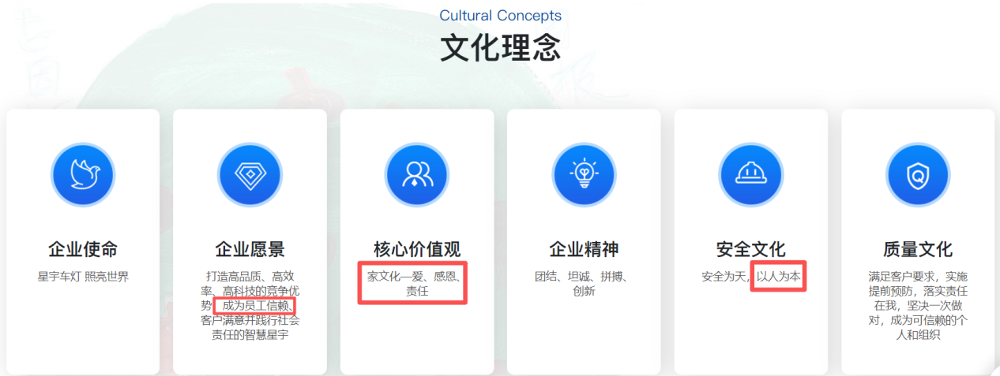 Cultural Concepts
文化理念
企业使命
星宇车灯 照亮世界
企业愿景
打造高品质、高效
率、高科技的竞争优
势，成为员工信赖、
客户满意并践行社会
责任的智慧星宇
核心价值观
家文化—爱、感恩、
责任
企业精神
团结、坦诚、拼搏、
创新
安全文化
安全为天，以人为本
质量文化
满足客户要求，实施
提前预防，落实责任
在我，坚决一次做
对，成为可信赖的个
人和组织